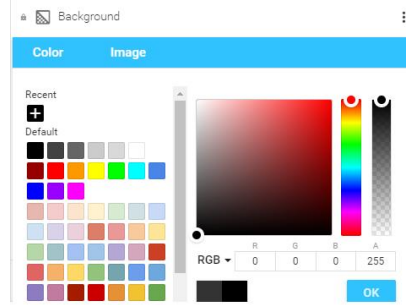 Background
Color Image
Recent
Default
R G B A
RGB 0 0 0 255
OK